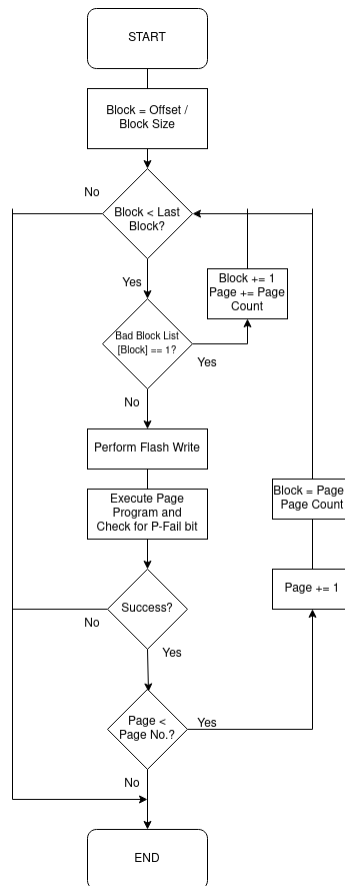 START
Block = Offset /
Block Size
No
Block < Last
Block?
Yes
Block += 1
Page += Page
Count
Bad Block List
[Block] == 1?
Yes
No
Perform Flash Write
Execute Page
Program and
Check for P-Fail bit
Block = Page
Page Count
Page += 1
Success?
No
Yes
Page <
Page No.?
Yes
No
END